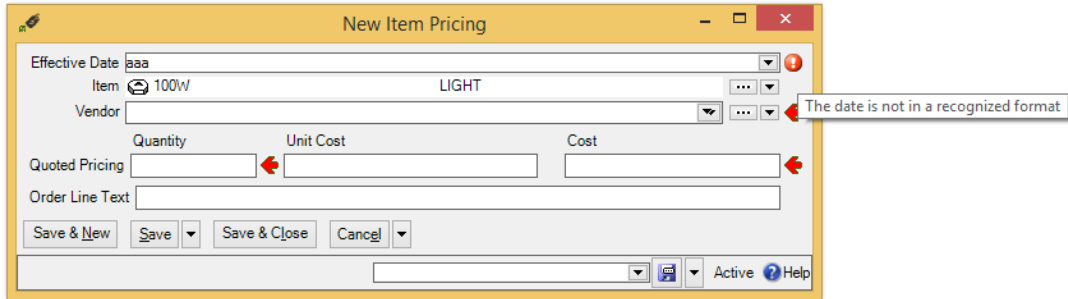 New Item Pricing
Effective Date aaa
Item 100W LIGHT
Vendor
The date is not in a recognized format
Quantity Unit Cost Cost
Quoted Pricing
Order Line Text
Save & New Save Save & Close Cancel
Active Help